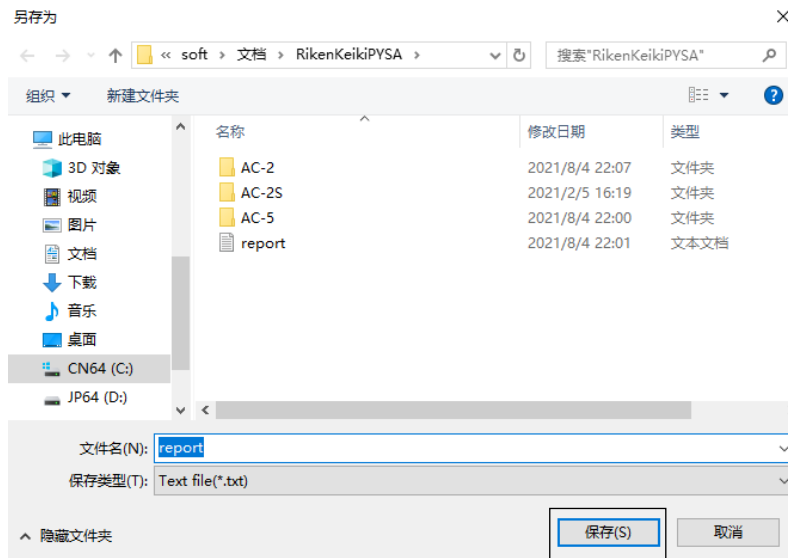 另存为
« soft › 文档 › RikenKeikiPYSA ›
搜索"RikenKeikiPYSA"
组织 新建文件夹
名称 修改日期 类型
此电脑
3D 对象
视频
图片
文档
下载
音乐
桌面
CN64 (C:)
JP64 (D:)
AC-2 2021/8/4 22:07 文件夹
AC-2S 2021/2/5 16:19 文件夹
AC-5 2021/8/4 22:00 文件夹
report 2021/8/4 22:01 文本文档
文件名(N): report
保存类型(T): Text file(*.txt)
隐藏文件夹 保存(S) 取消